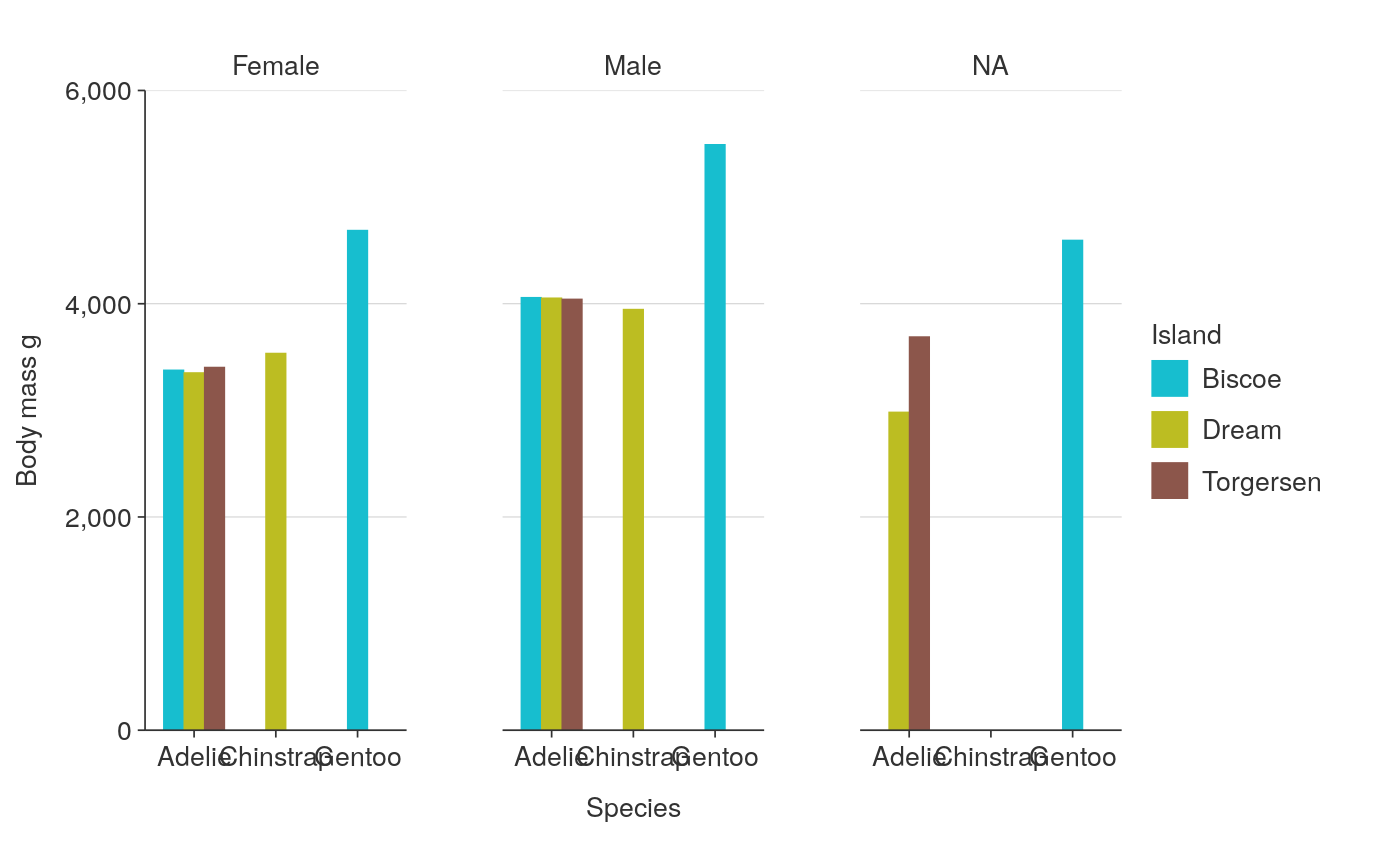 Female Male NA
6,000
4,000
2,000
0
Body mass g
Adelie Chinstrap Gentoo Adelie Chinstrap Gentoo Adelie Chinstrap Gentoo
Species
Island
Biscoe
Dream
Torgersen